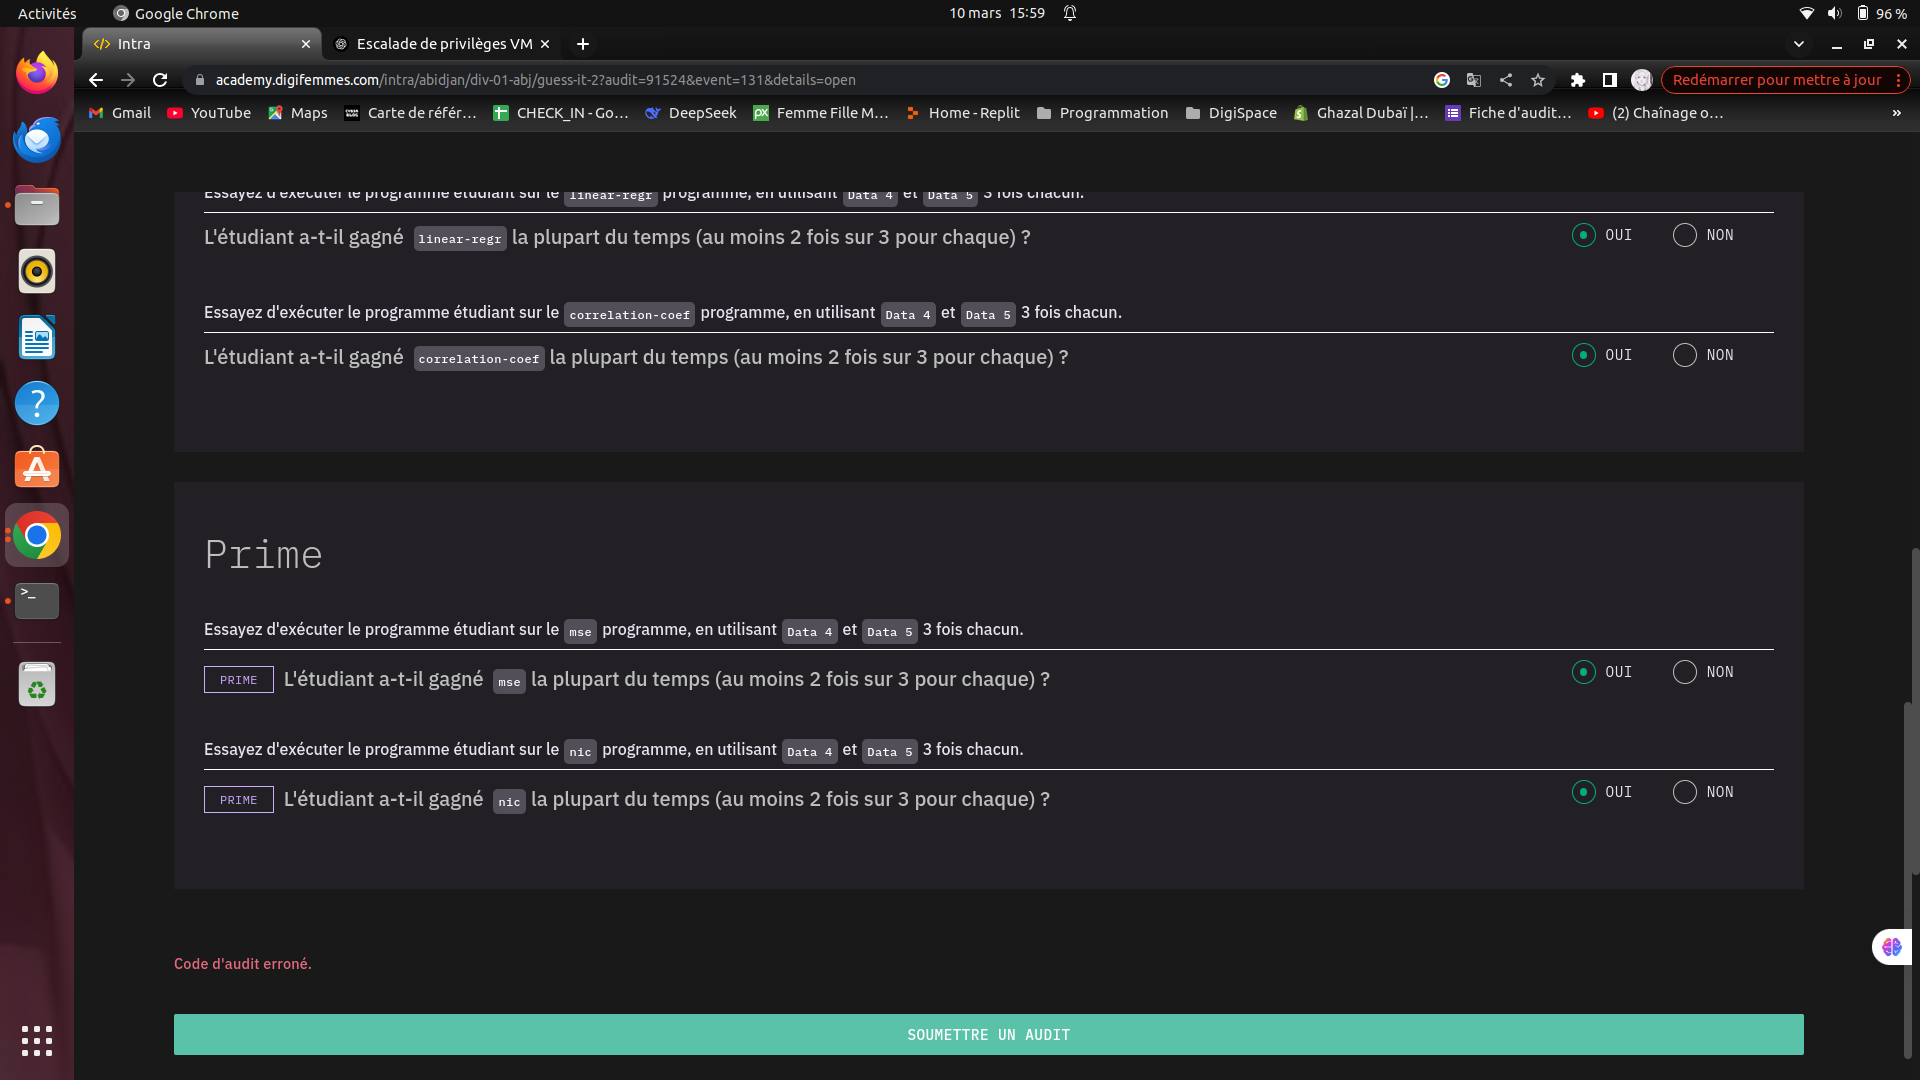 Activités
Google Chrome
10 mars 15:59
96 %
Intra
Escalade de privilèges VM
academy.digifemmes.com/intra/abidjan/div-01-abj/guess-it-2?audit=91524&event=131&details=open
Redémarrer pour mettre à jour
Gmail
YouTube
Maps
Carte de référ…
CHECK_IN - Go…
DeepSeek
Femme Fille M…
Home - Replit
Programmation
DigiSpace
Ghazal Dubaï |…
Fiche d'audit…
(2) Chaînage o…
»
Essayez d'exécuter le programme étudiant sur le linear-regr programme, en utilisant Data 4 et Data 5 3 fois chacun.
L'étudiant a-t-il gagné linear-regr la plupart du temps (au moins 2 fois sur 3 pour chaque) ?
OUI NON
Essayez d'exécuter le programme étudiant sur le correlation-coef programme, en utilisant Data 4 et Data 5 3 fois chacun.
L'étudiant a-t-il gagné correlation-coef la plupart du temps (au moins 2 fois sur 3 pour chaque) ?
OUI NON
Prime
Essayez d'exécuter le programme étudiant sur le mse programme, en utilisant Data 4 et Data 5 3 fois chacun.
PRIME L'étudiant a-t-il gagné mse la plupart du temps (au moins 2 fois sur 3 pour chaque) ?
OUI NON
Essayez d'exécuter le programme étudiant sur le nic programme, en utilisant Data 4 et Data 5 3 fois chacun.
PRIME L'étudiant a-t-il gagné nic la plupart du temps (au moins 2 fois sur 3 pour chaque) ?
OUI NON
Code d'audit erroné.
SOUMETTRE UN AUDIT